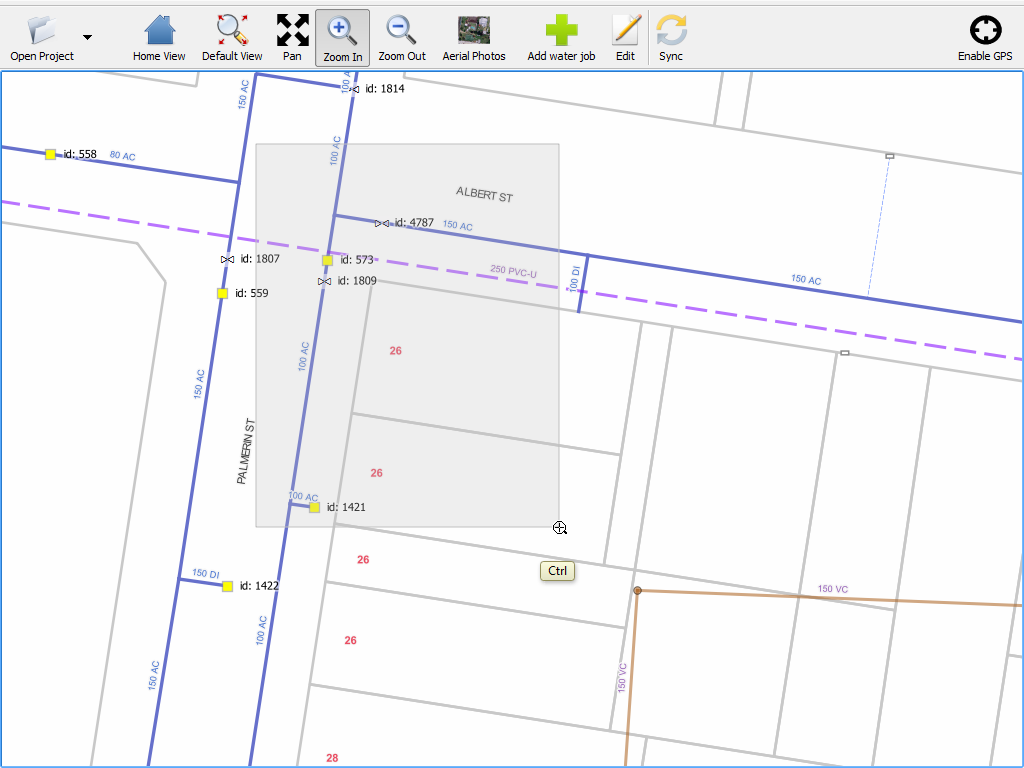 Open Project
Home View
Default View
Pan
Zoom In
Zoom Out
Aerial Photos
Add water job
Edit
Sync
Enable GPS
150 AC
100 A
id: 1814
100 AC
id: 558
80 AC
ALBERT ST
id: 4787
150 AC
id: 1807
id: 573
250 PVC-U
100 DI
150 AC
id: 1809
id: 559
26
100 AC
150 AC
PALMERIN ST
26
100 AC
id: 1421
26
Ctrl
150 DI
id: 1422
150 VC
100 AC
26
150 AC
150 VC
28